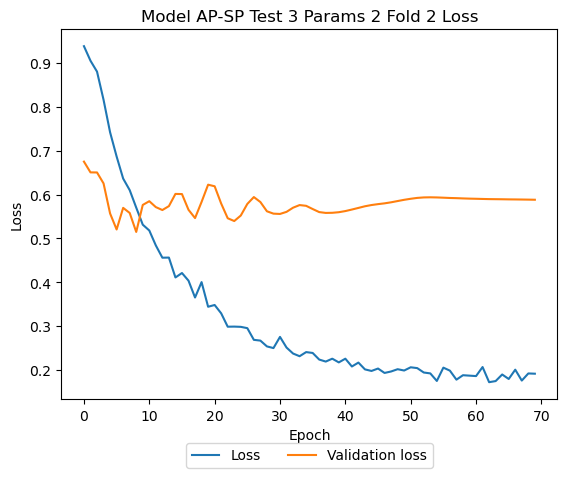 Model AP-SP Test 3 Params 2 Fold 2 Loss
Loss
0.9
0.8
0.7
0.6
0.5
0.4
0.3
0.2
0 10 20 30 40 50 60 70
Epoch
Loss Validation loss